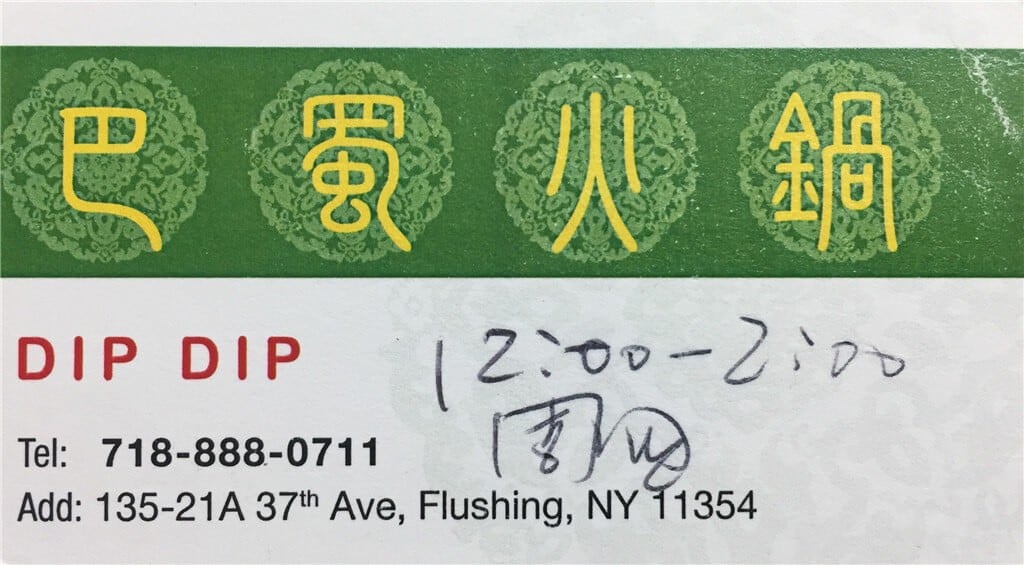 巴蜀火鍋
DIP DIP
12:00-2:00
周
Tel: 718-888-0711
Add: 135-21A 37th Ave, Flushing, NY 11354